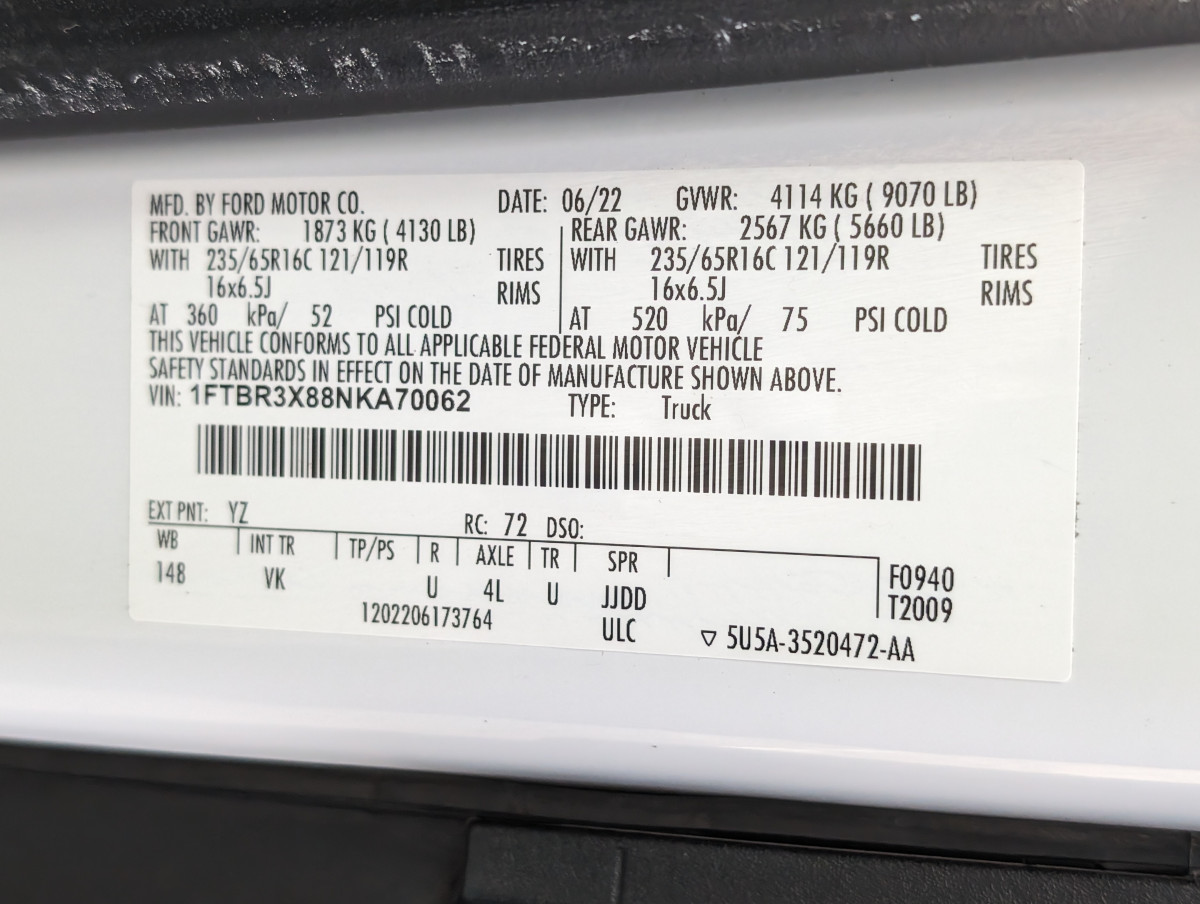 MFD. BY FORD MOTOR CO. DATE: 06/22 GVWR: 4114 KG ( 9070 LB)
FRONT GAWR: 1873 KG ( 4130 LB) REAR GAWR: 2567 KG ( 5660 LB)
WITH 235/65R16C 121/119R TIRES WITH 235/65R16C 121/119R TIRES
16x6.5J RIMS 16x6.5J RIMS
AT 360 kPa/ 52 PSI COLD AT 520 kPa/ 75 PSI COLD
THIS VEHICLE CONFORMS TO ALL APPLICABLE FEDERAL MOTOR VEHICLE
SAFETY STANDARDS IN EFFECT ON THE DATE OF MANUFACTURE SHOWN ABOVE.
VIN: 1FTBR3X88NKA70062 TYPE: Truck
EXT PNT: YZ RC: 72 DSO:
WB INT TR TP/PS R AXLE TR SPR
148 VK U 4L U JJDD F0940
1202206173764 ULC T2009
▽ 5U5A-3520472-AA